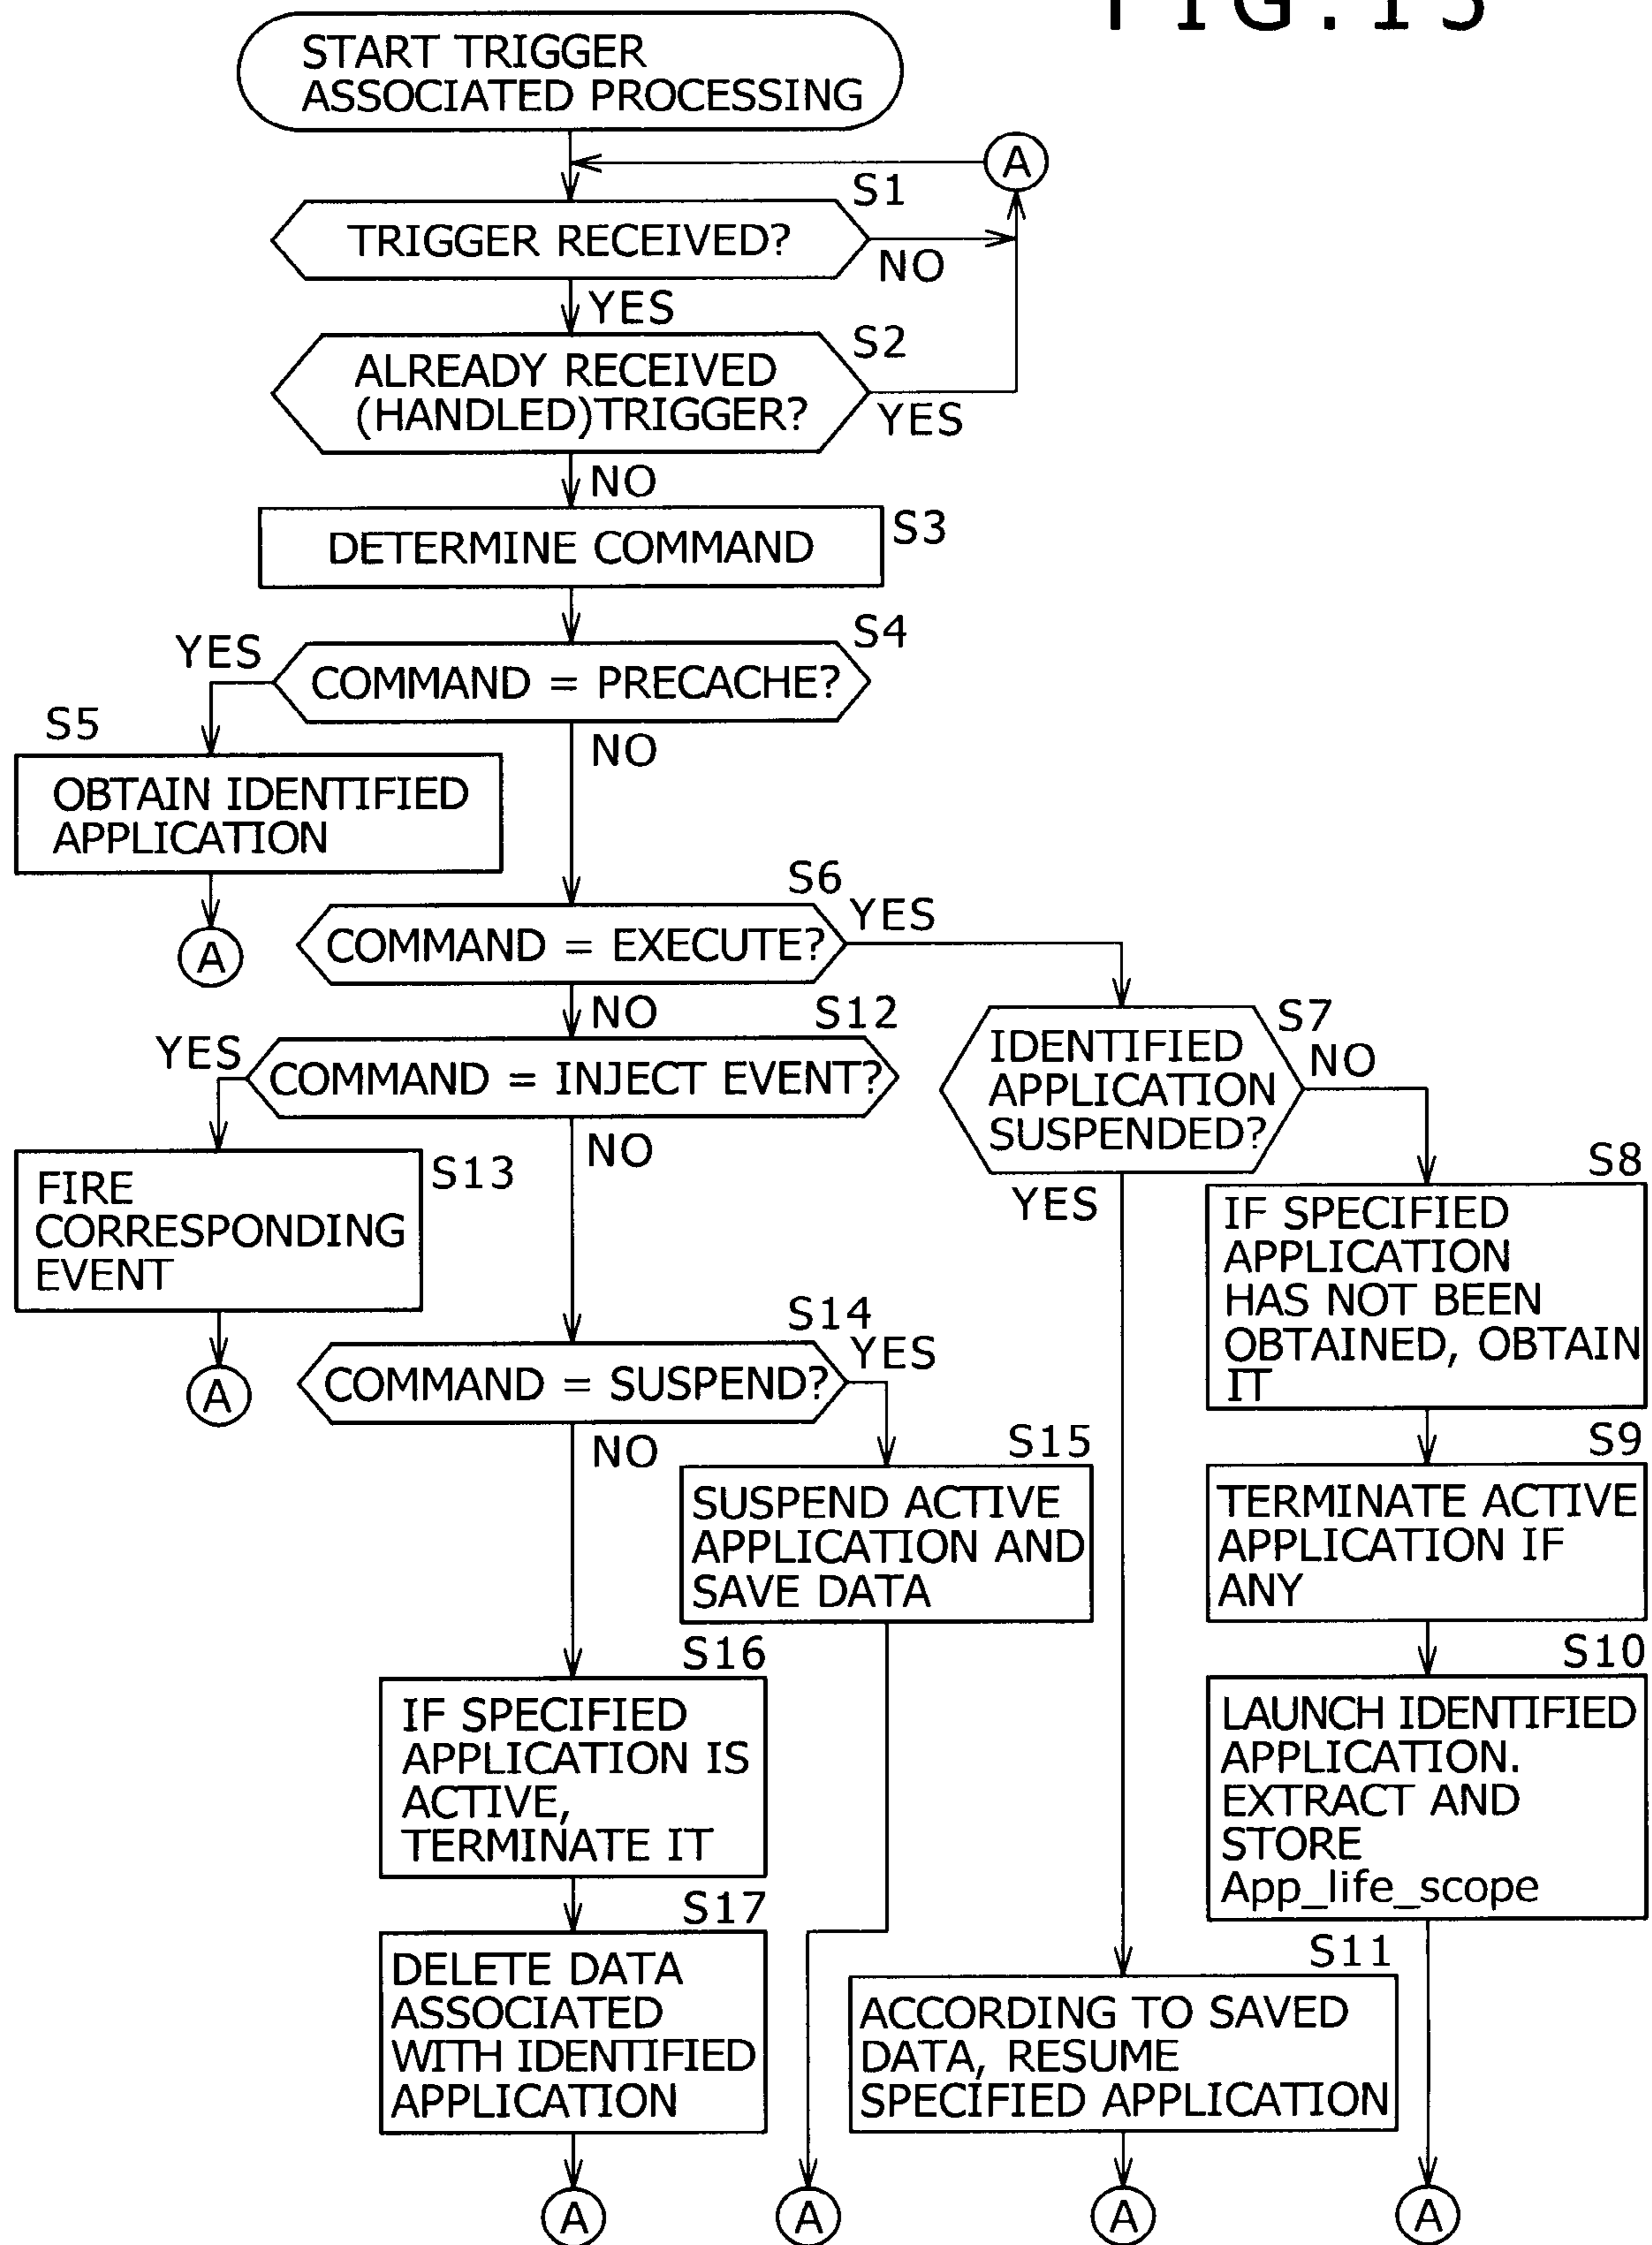 FIG.15
START TRIGGER
ASSOCIATED PROCESSING
A
S1
TRIGGER RECEIVED?
NO
YES
S2
ALREADY RECEIVED
(HANDLED)TRIGGER?
YES
NO
S3
DETERMINE COMMAND
S4
YES
COMMAND = PRECACHE?
S5
NO
OBTAIN IDENTIFIED
APPLICATION
A
S6
YES
COMMAND = EXECUTE?
NO
S12
YES
COMMAND = INJECT EVENT?
S7
IDENTIFIED
APPLICATION
SUSPENDED?
NO
YES
NO
S13
FIRE
CORRESPONDING
EVENT
A
S8
IF SPECIFIED
APPLICATION
HAS NOT BEEN
OBTAINED, OBTAIN
IT
S14
YES
COMMAND = SUSPEND?
NO
S15
SUSPEND ACTIVE
APPLICATION AND
SAVE DATA
S9
TERMINATE ACTIVE
APPLICATION IF
ANY
S16
IF SPECIFIED
APPLICATION IS
ACTIVE,
TERMINATE IT
S10
LAUNCH IDENTIFIED
APPLICATION.
EXTRACT AND
STORE
App_life_scope
S17
DELETE DATA
ASSOCIATED
WITH IDENTIFIED
APPLICATION
S11
ACCORDING TO SAVED
DATA, RESUME
SPECIFIED APPLICATION
A
A
A
A